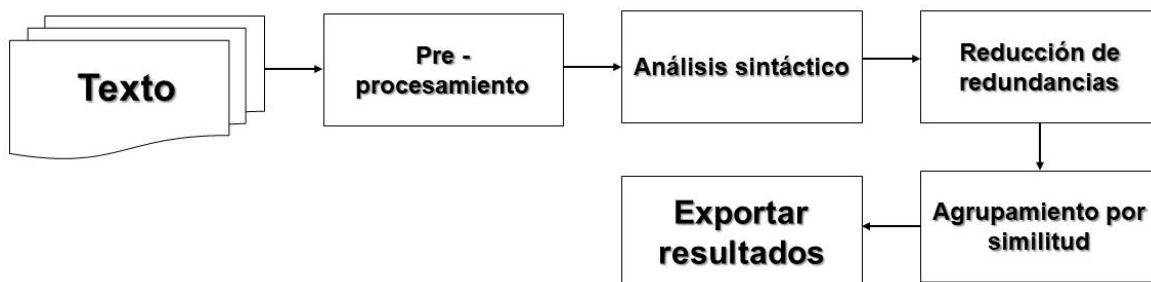 Texto
Pre -
procesamiento
Análisis sintáctico
Reducción de
redundancias
Agrupamiento por
similitud
Exportar
resultados